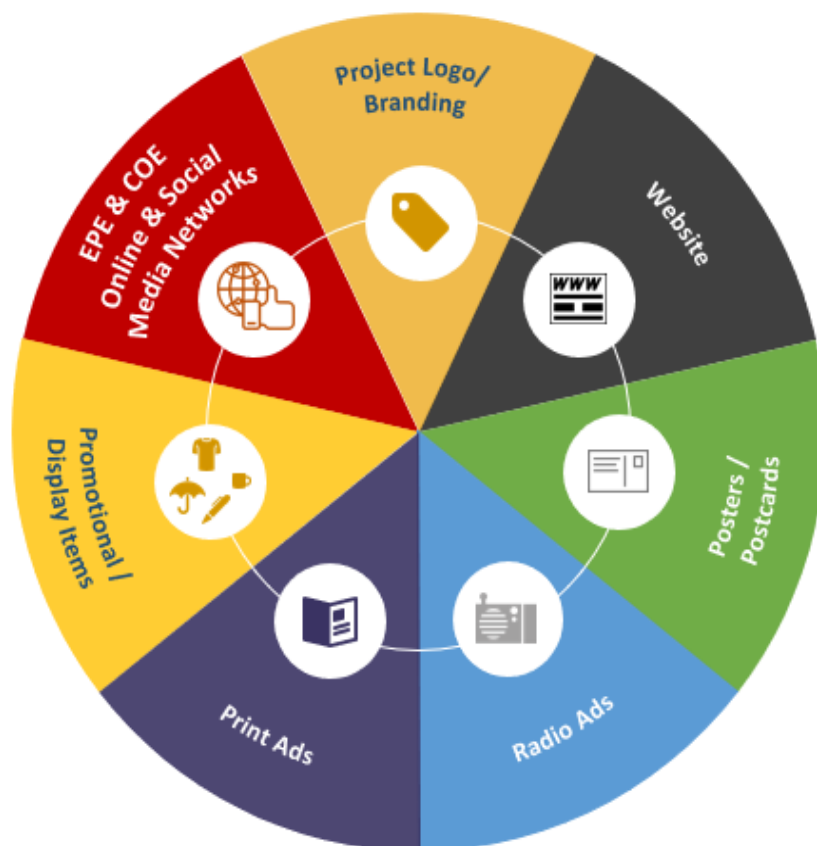 Project Logo/
Branding
Website
Posters /
Postcards
Radio Ads
Print Ads
Promotional /
Display Items
EPE & COE
Online & Social
Media Networks
WWW